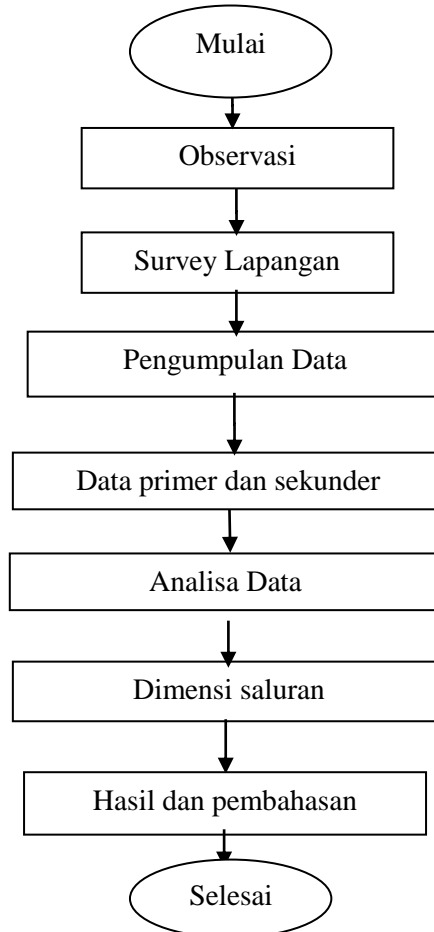 Mulai
Observasi
Survey Lapangan
Pengumpulan Data
Data primer dan sekunder
Analisa Data
Dimensi saluran
Hasil dan pembahasan
Selesai